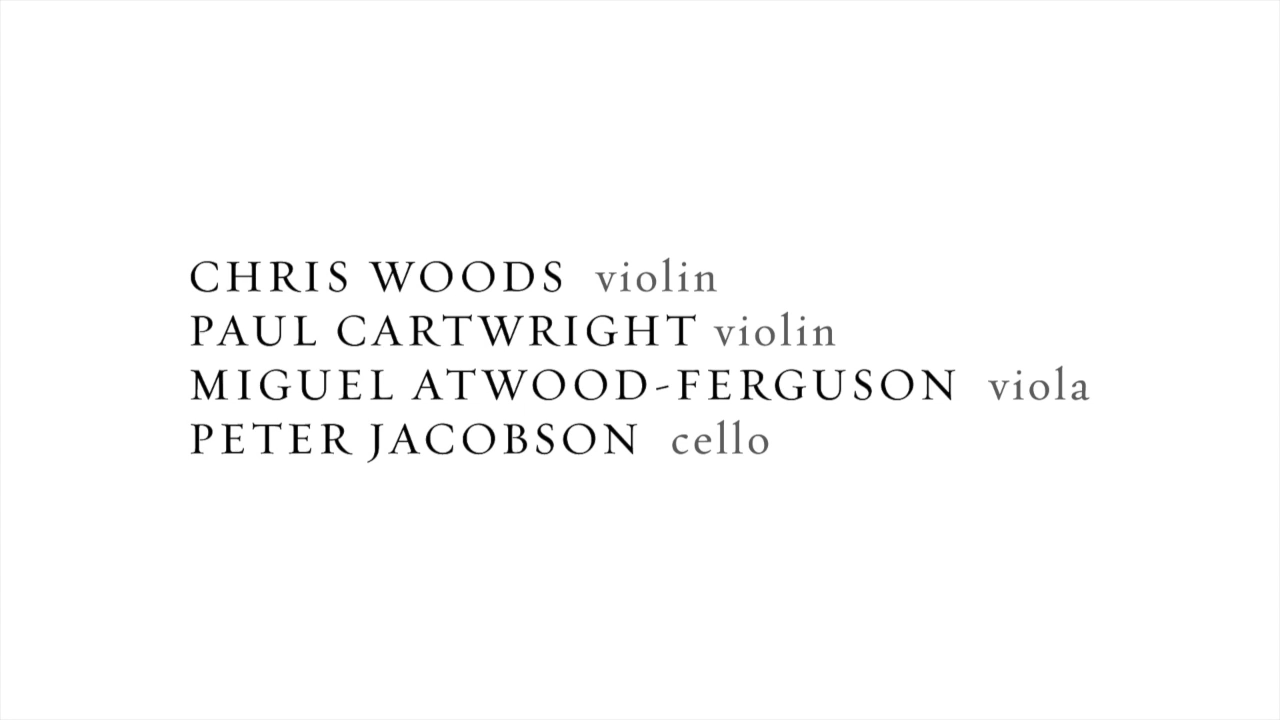 CHRIS WOODS violin
PAUL CARTWRIGHT violin
MIGUEL ATWOOD-FERGUSON viola
PETER JACOBSON cello